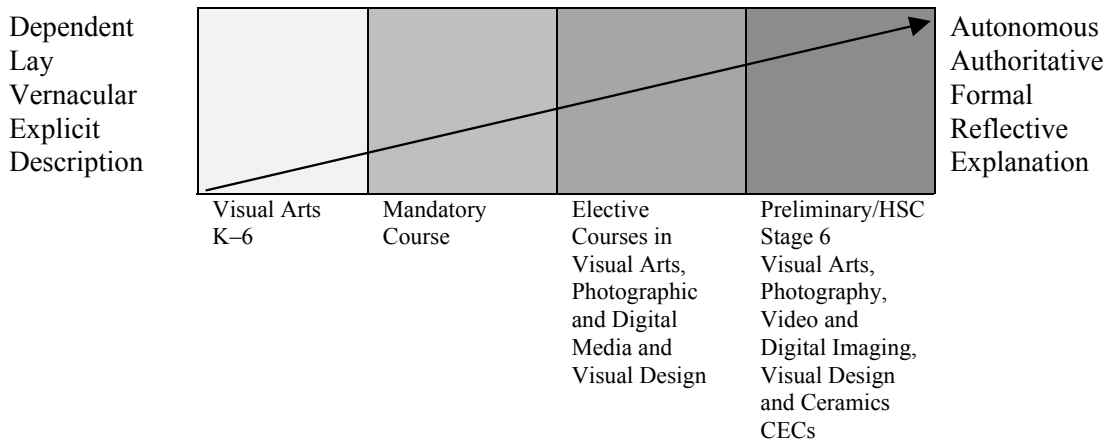 Dependent
Lay
Vernacular
Explicit
Description
Autonomous
Authoritative
Formal
Reflective
Explanation
Visual Arts
K–6
Mandatory
Course
Elective
Courses in
Visual Arts,
Photographic
and Digital
Media and
Visual Design
Preliminary/HSC
Stage 6
Visual Arts,
Photography,
Video and
Digital Imaging,
Visual Design
and Ceramics
CECs